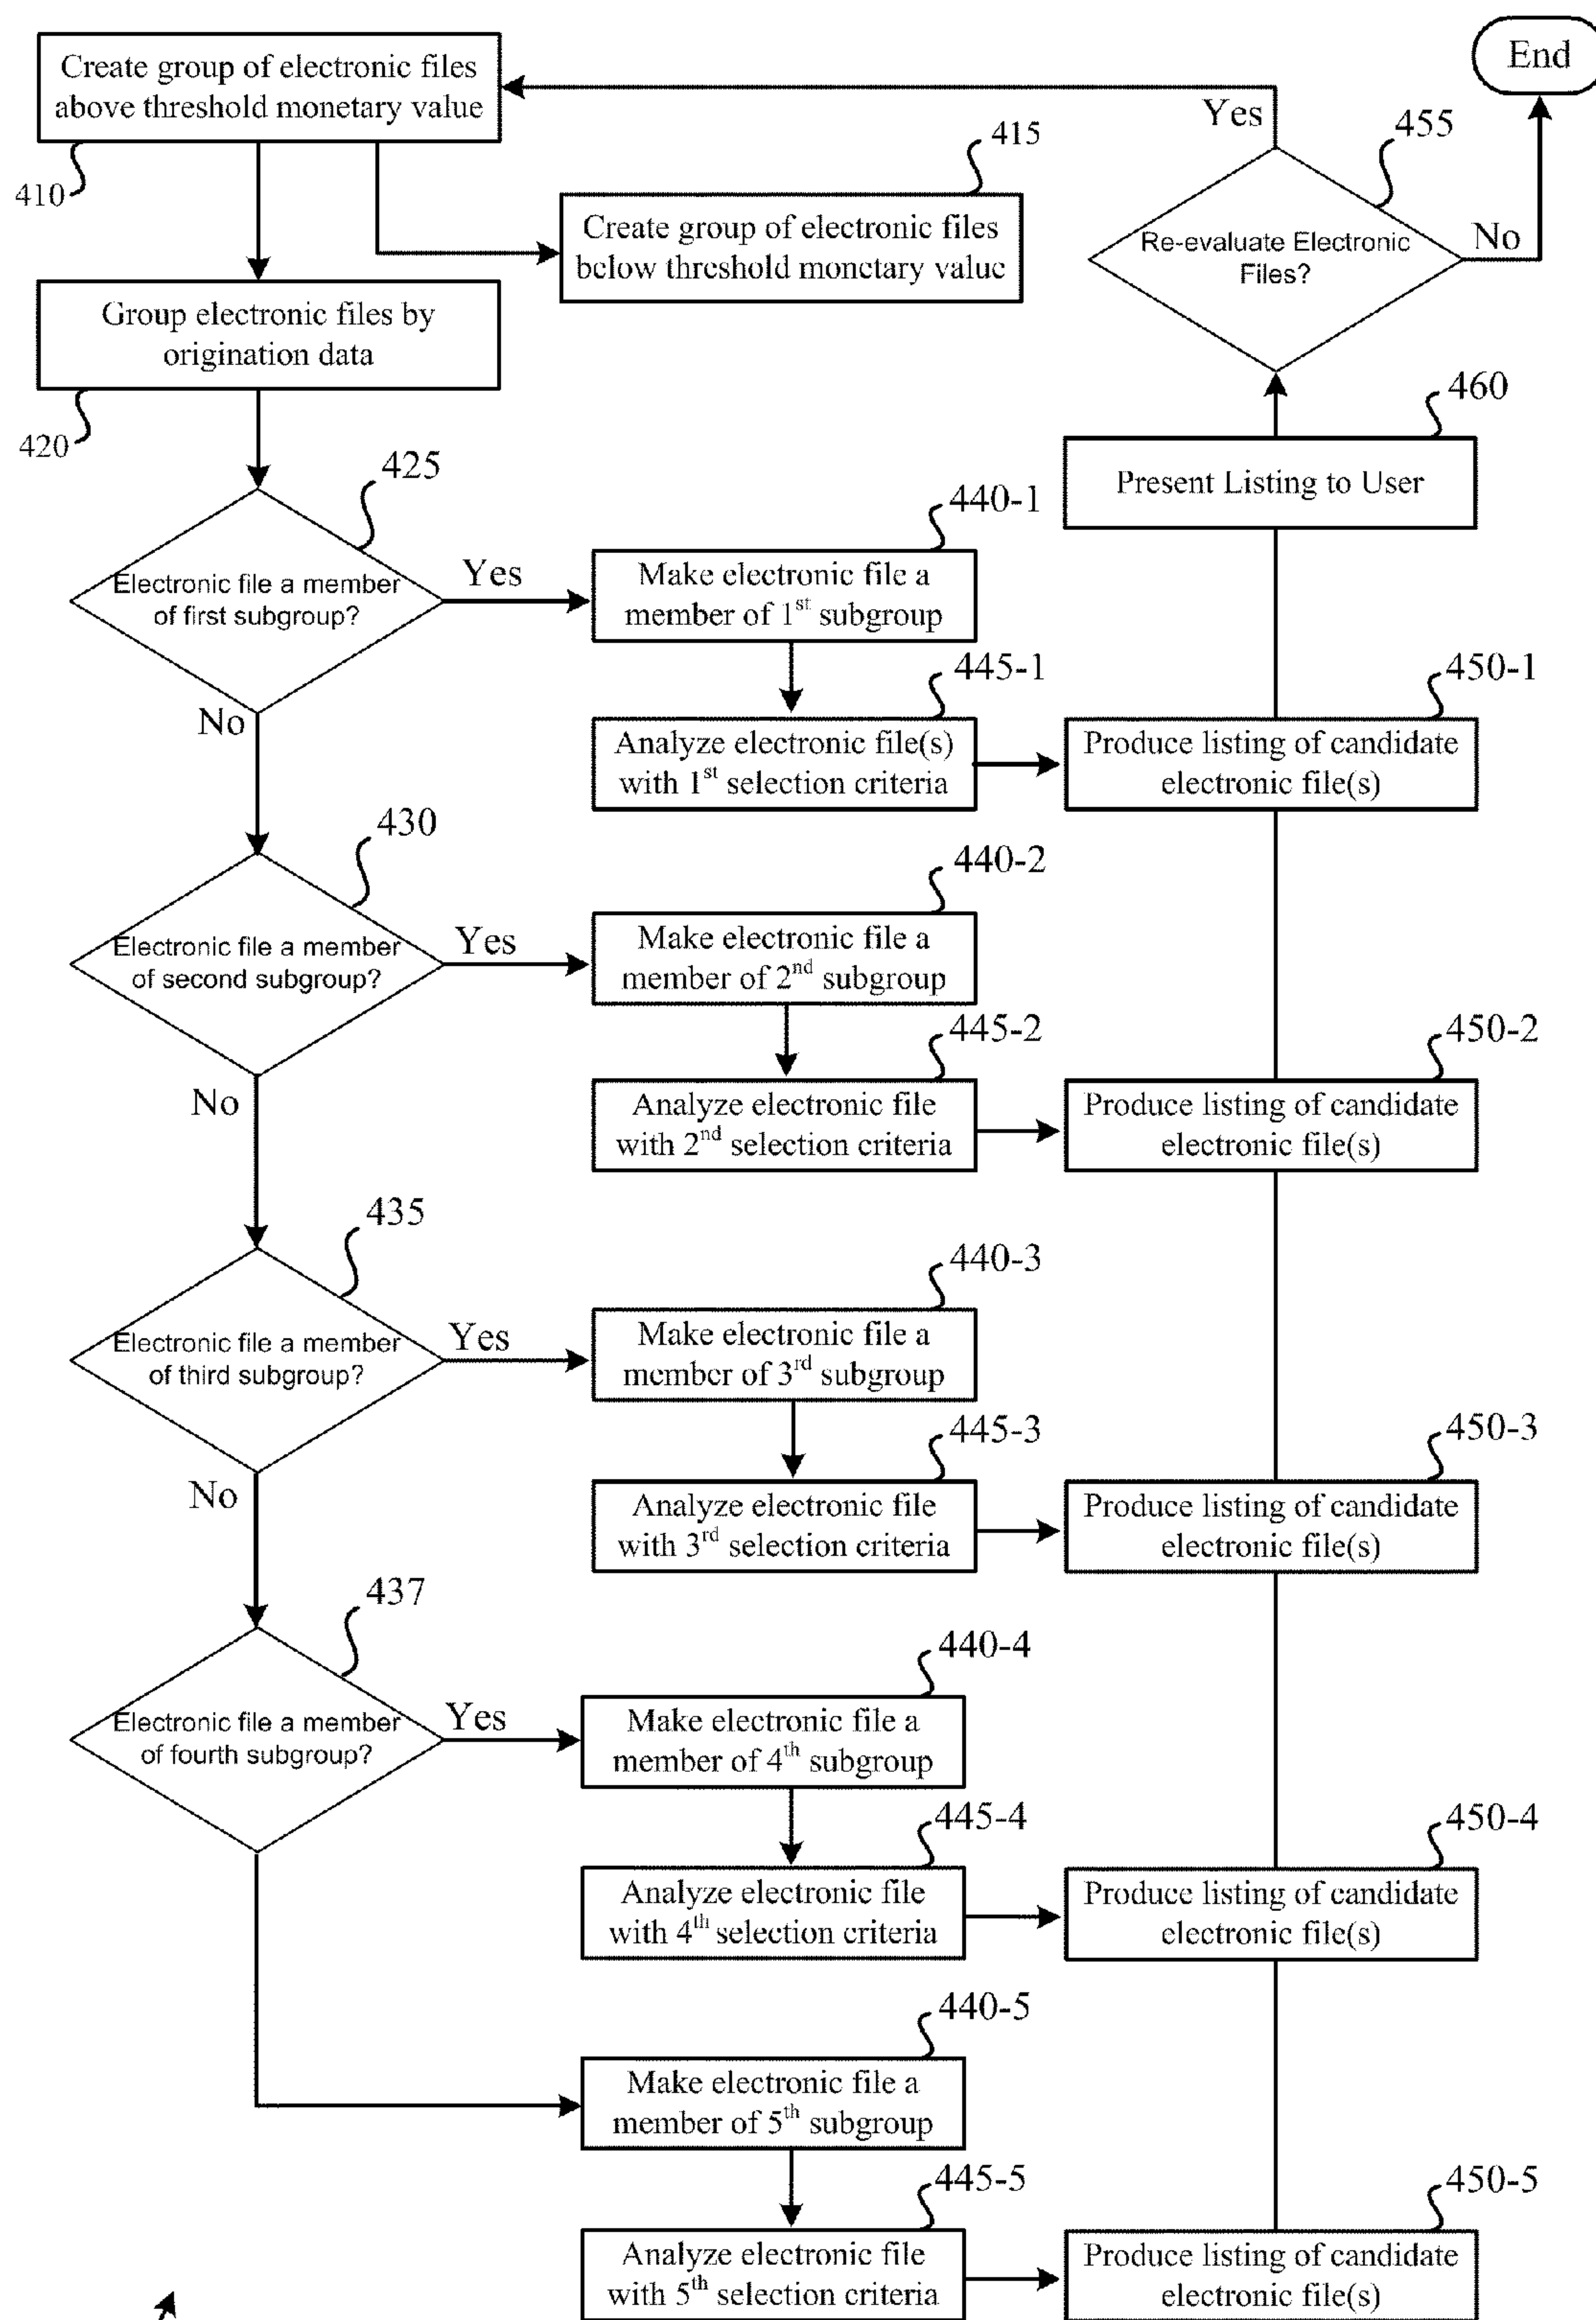 Create group of electronic files
above threshold monetary value
410
End
Yes
455
415
Create group of electronic files
below threshold monetary value
Re-evaluate Electronic
Files?
No
Group electronic files by
origination data
420
460
Present Listing to User
425
Electronic file a member
of first subgroup?
Yes
No
440-1
Make electronic file a
member of 1st subgroup
445-1
Analyze electronic file(s)
with 1st selection criteria
450-1
Produce listing of candidate
electronic file(s)
430
Electronic file a member
of second subgroup?
Yes
No
440-2
Make electronic file a
member of 2nd subgroup
445-2
Analyze electronic file
with 2nd selection criteria
450-2
Produce listing of candidate
electronic file(s)
435
Electronic file a member
of third subgroup?
Yes
No
440-3
Make electronic file a
member of 3rd subgroup
445-3
Analyze electronic file
with 3rd selection criteria
450-3
Produce listing of candidate
electronic file(s)
437
Electronic file a member
of fourth subgroup?
Yes
440-4
Make electronic file a
member of 4th subgroup
445-4
Analyze electronic file
with 4th selection criteria
450-4
Produce listing of candidate
electronic file(s)
440-5
Make electronic file a
member of 5th subgroup
445-5
Analyze electronic file
with 5th selection criteria
450-5
Produce listing of candidate
electronic file(s)